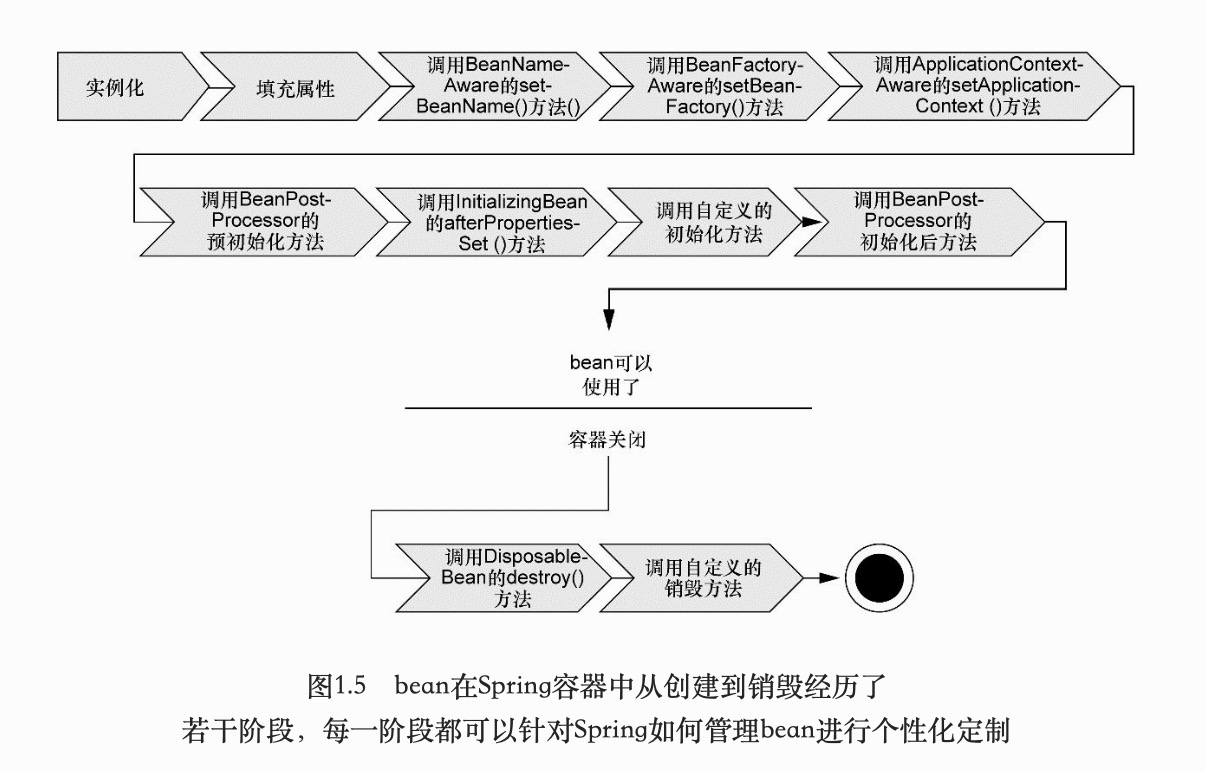 实例化
填充属性
调用BeanName-
Aware的set-
BeanName()方法()
调用BeanFactory-
Aware的setBean-
Factory()方法
调用ApplicationContext-
Aware的setApplication-
Context ()方法
调用BeanPost-
Processor的
预初始化方法
调用InitializingBean
的afterProperties-
Set ()方法
调用自定义的
初始化方法
调用BeanPost-
Processor的
初始化后方法
bean可以
使用了
容器关闭
调用Disposable-
Bean的destroy()
方法
调用自定义的
销毁方法
图1.5 bean在Spring容器中从创建到销毁经历了
若干阶段，每一阶段都可以针对Spring如何管理bean进行个性化定制